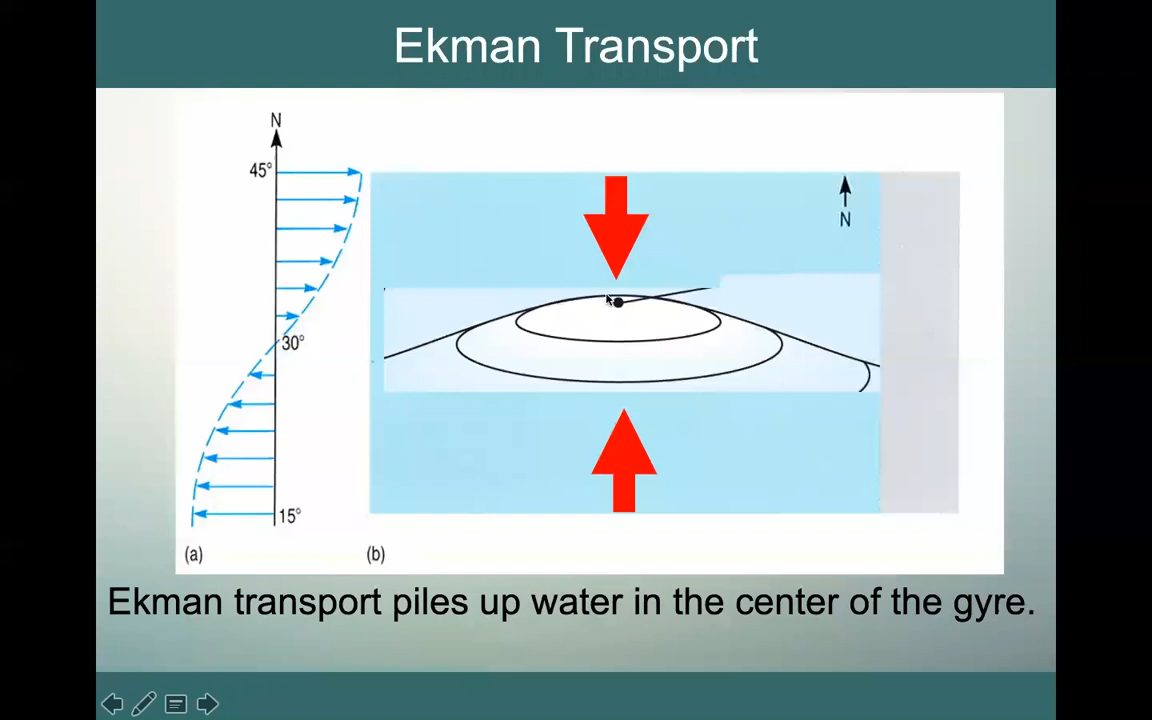 Ekman Transport
N
45°
30°
15°
(a)
N
(b)
Ekman transport piles up water in the center of the gyre.